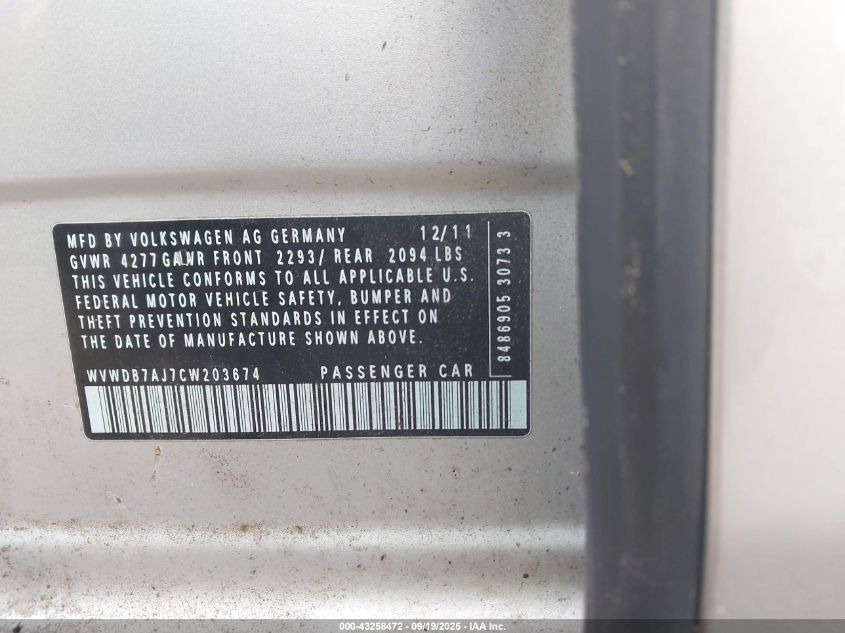 MFD BY VOLKSWAGEN AG GERMANY 12/11
GVWR 4277 GAWR FRONT 2293/ REAR 2094 LBS
THIS VEHICLE CONFORMS TO ALL APPLICABLE U.S.
FEDERAL MOTOR VEHICLE SAFETY, BUMPER AND
THEFT PREVENTION STANDARDS IN EFFECT ON
THE DATE OF MANUFACTURE SHOWN ABOVE.
WVWDB7AJ7CW203674 PASSENGER CAR
8486905 3073 3
000-43258472 - 09/19/2025 - IAA Inc.